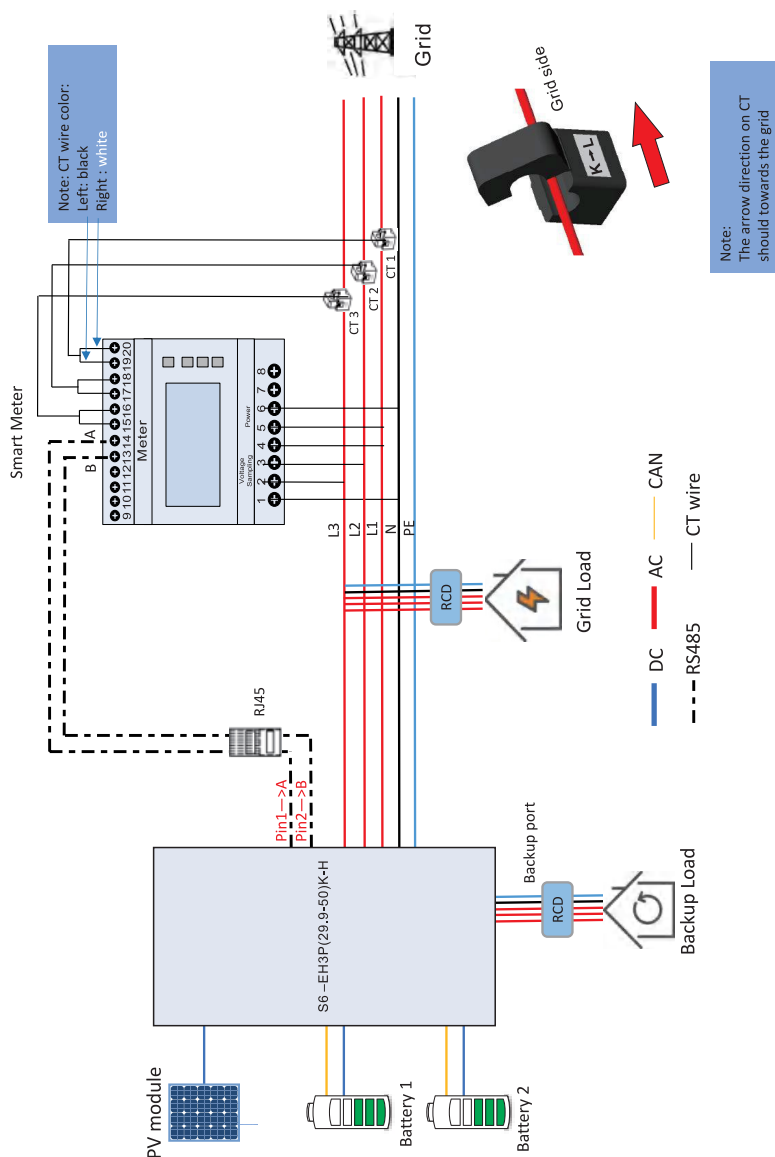 Smart Meter
Note: CT wire color:
Left: black
Right : white
9 10 11 12 13 14 15 16 17 18 19 20
B
A
Meter
Voltage
Sampling
Power
1 2 3 4 5 6 7 8
RJ45
Pin1—>A
Pin2—>B
CT 3
CT 2
CT 1
L3
L2
L1
N
PE
Grid
S6 –EH3P(29.9-50)K-H
PV module
Battery 1
Battery 2
Backup port
RCD
Backup Load
RCD
Grid Load
Grid side
K→L
DC
AC
CAN
RS485
CT wire
Note:
The arrow direction on CT
should towards the grid